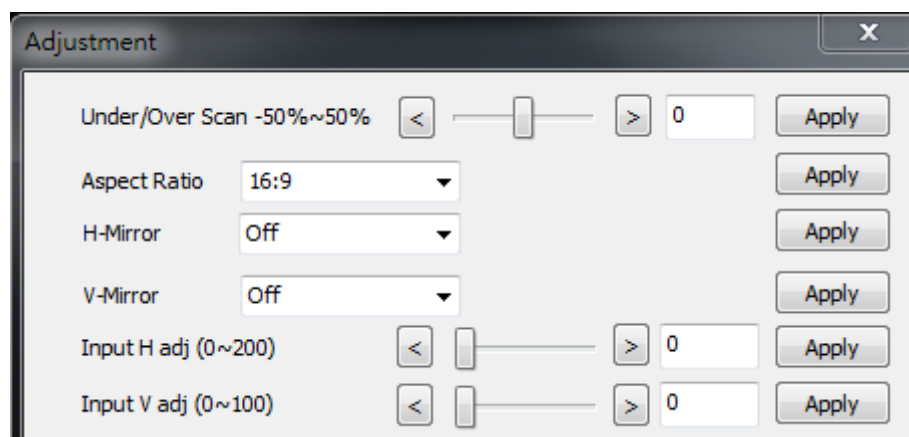 Adjustment x
Under/Over Scan -50%~50% < > 0 Apply
Aspect Ratio 16:9 Apply
H-Mirror Off Apply
V-Mirror Off Apply
Input H adj (0~200) < > 0 Apply
Input V adj (0~100) < > 0 Apply